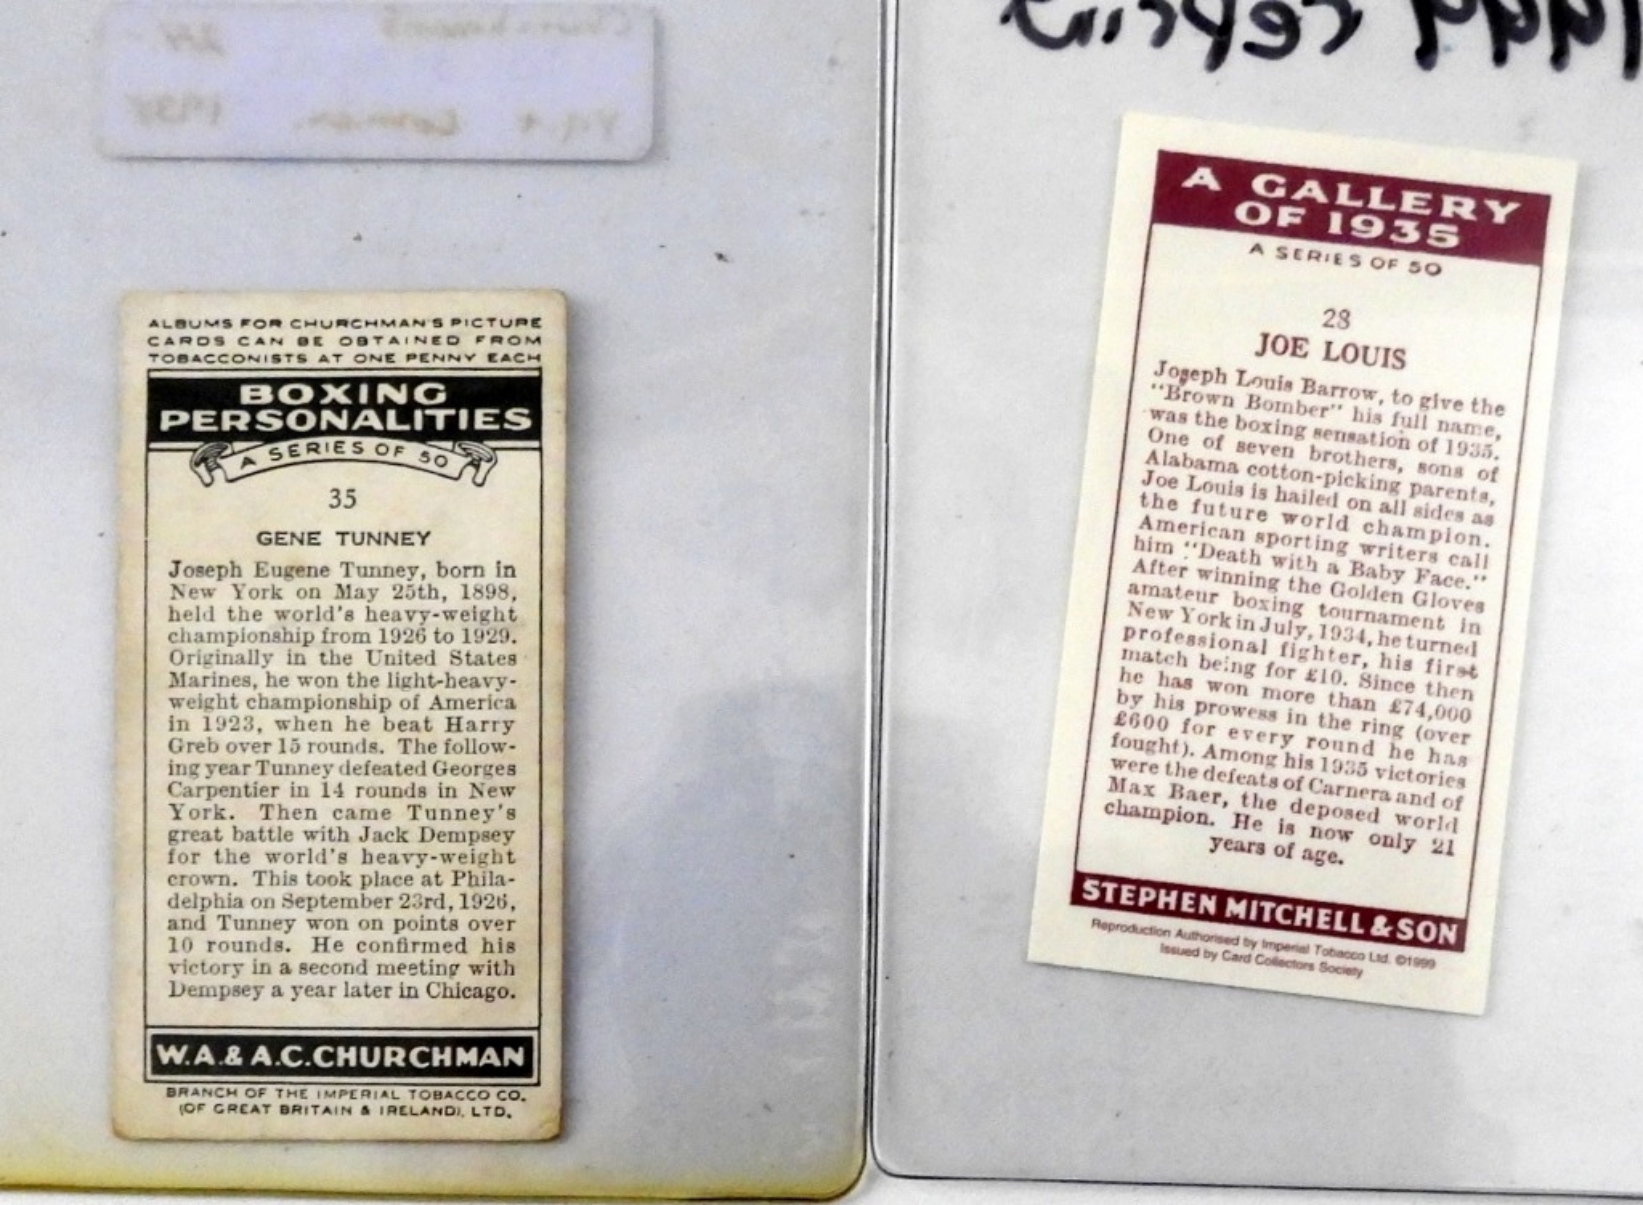 Churchman's 24.-
1938
ALBUMS FOR CHURCHMAN'S PICTURE
CARDS CAN BE OBTAINED FROM
TOBACCONISTS AT ONE PENNY EACH
BOXING
PERSONALITIES
A SERIES OF 50
35
GENE TUNNEY
Joseph Eugene Tunney, born in
New York on May 25th, 1898,
held the world's heavy-weight
championship from 1926 to 1929.
Originally in the United States
Marines, he won the light-heavy-
weight championship of America
in 1923, when he beat Harry
Greb over 15 rounds. The follow-
ing year Tunney defeated Georges
Carpentier in 14 rounds in New
York. Then came Tunney's
great battle with Jack Dempsey
for the world's heavy-weight
crown. This took place at Phila-
delphia on September 23rd, 1926,
and Tunney won on points over
10 rounds. He confirmed his
victory in a second meeting with
Dempsey a year later in Chicago.
W.A.& A.C.CHURCHMAN
BRANCH OF THE IMPERIAL TOBACCO CO.
(OF GREAT BRITAIN & IRELAND), LTD.
1999 reprint
A GALLERY
OF 1935
A SERIES OF 50
28
JOE LOUIS
Joseph Louis Barrow, to give the
"Brown Bomber" his full name,
was the boxing sensation of 1935.
One of seven brothers, sons of
Alabama cotton-picking parents,
Joe Louis is hailed on all sides as
the future world champion.
American sporting writers call
him "Death with a Baby Face."
After winning the Golden Gloves
amateur boxing tournament in
New York in July, 1934, he turned
professional fighter, his first
match being for £10. Since then
he has won more than £74,000
by his prowess in the ring (over
£600 for every round he has
fought). Among his 1935 victories
were the defeats of Carnera and of
Max Baer, the deposed world
champion. He is now only 21
years of age.
STEPHEN MITCHELL & SON
Reproduction Authorised by Imperial Tobacco Ltd. ©1999
Issued by Card Collectors Society